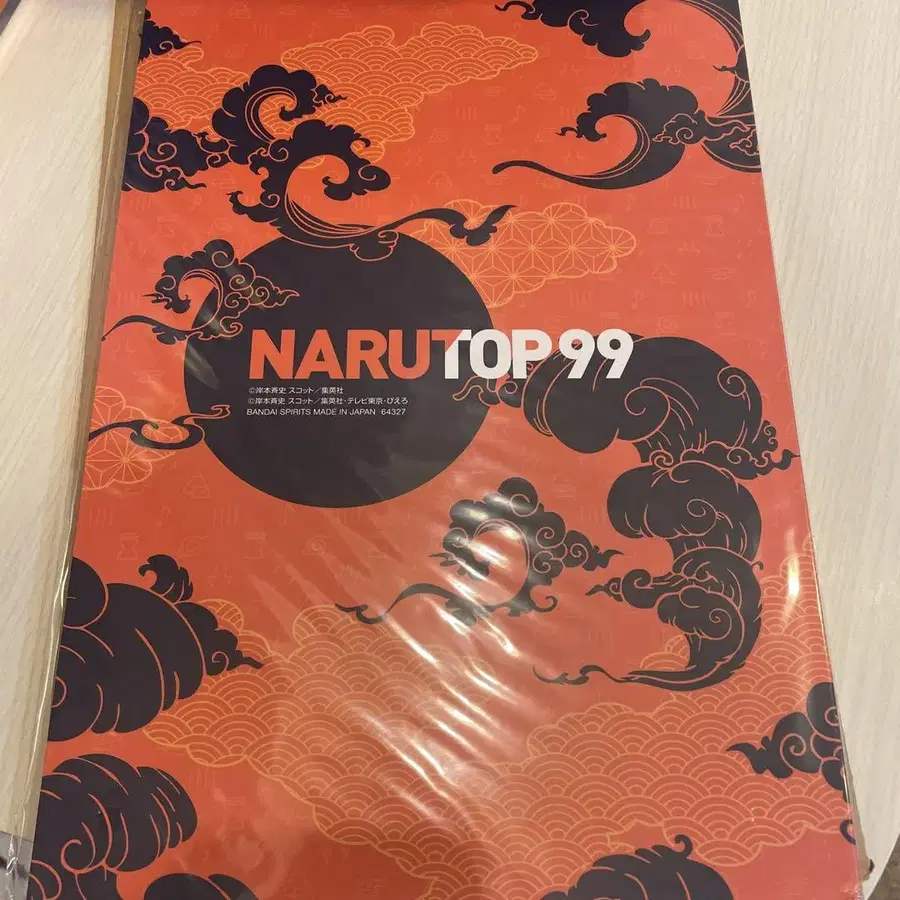 NARUTOP99
©岸本斉史 スコット／集英社
©岸本斉史 スコット／集英社・テレビ東京・ぴえろ
BANDAI SPIRITS MADE IN JAPAN 64327